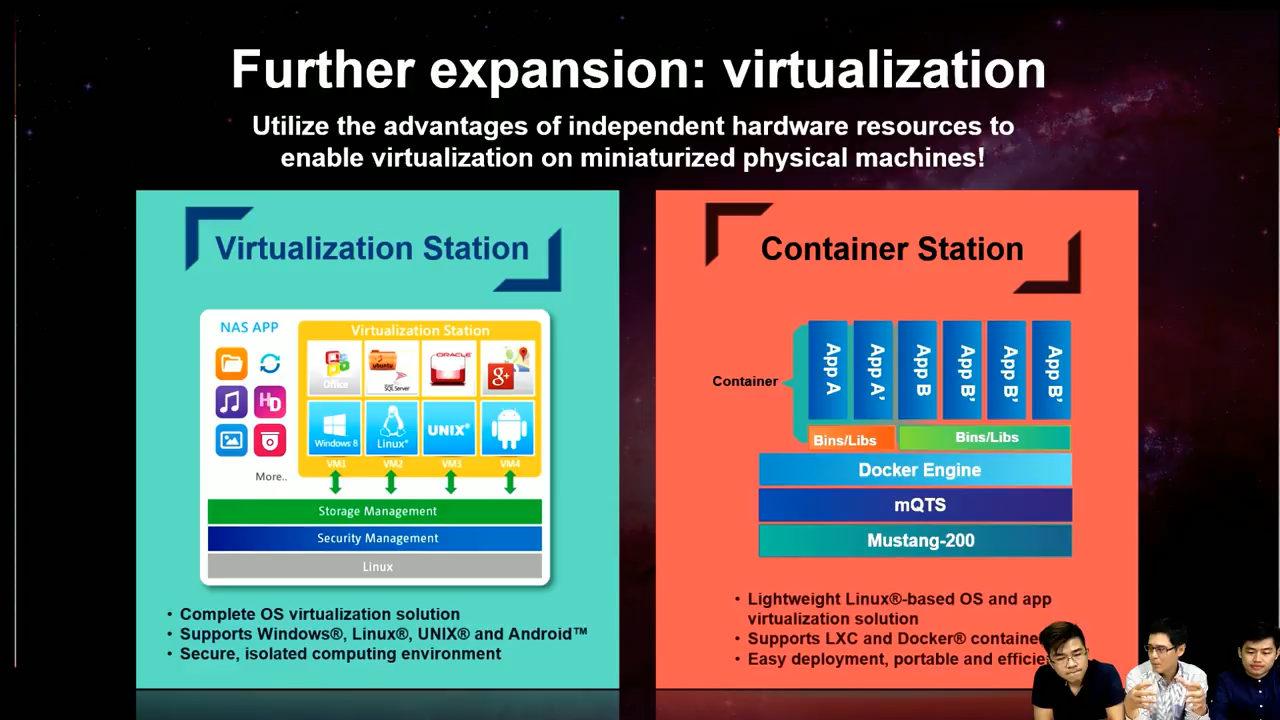 Further expansion: virtualization
Utilize the advantages of independent hardware resources to
enable virtualization on miniaturized physical machines!
Virtualization Station
NAS APP
More..
Virtualization Station
Office
ubuntu
SQL Server
ORACLE
g+
HD
Windows 8
Linux®
UNIX®
VM1
VM2
VM3
VM4
Storage Management
Security Management
Linux
• Complete OS virtualization solution
• Supports Windows®, Linux®, UNIX® and Android™
• Secure, isolated computing environment
Container Station
Container
App A
App A'
App B
App B'
App B'
App B'
Bins/Libs
Bins/Libs
Docker Engine
mQTS
Mustang-200
• Lightweight Linux®-based OS and app
virtualization solution
• Supports LXC and Docker®
• Easy deployment, portable and